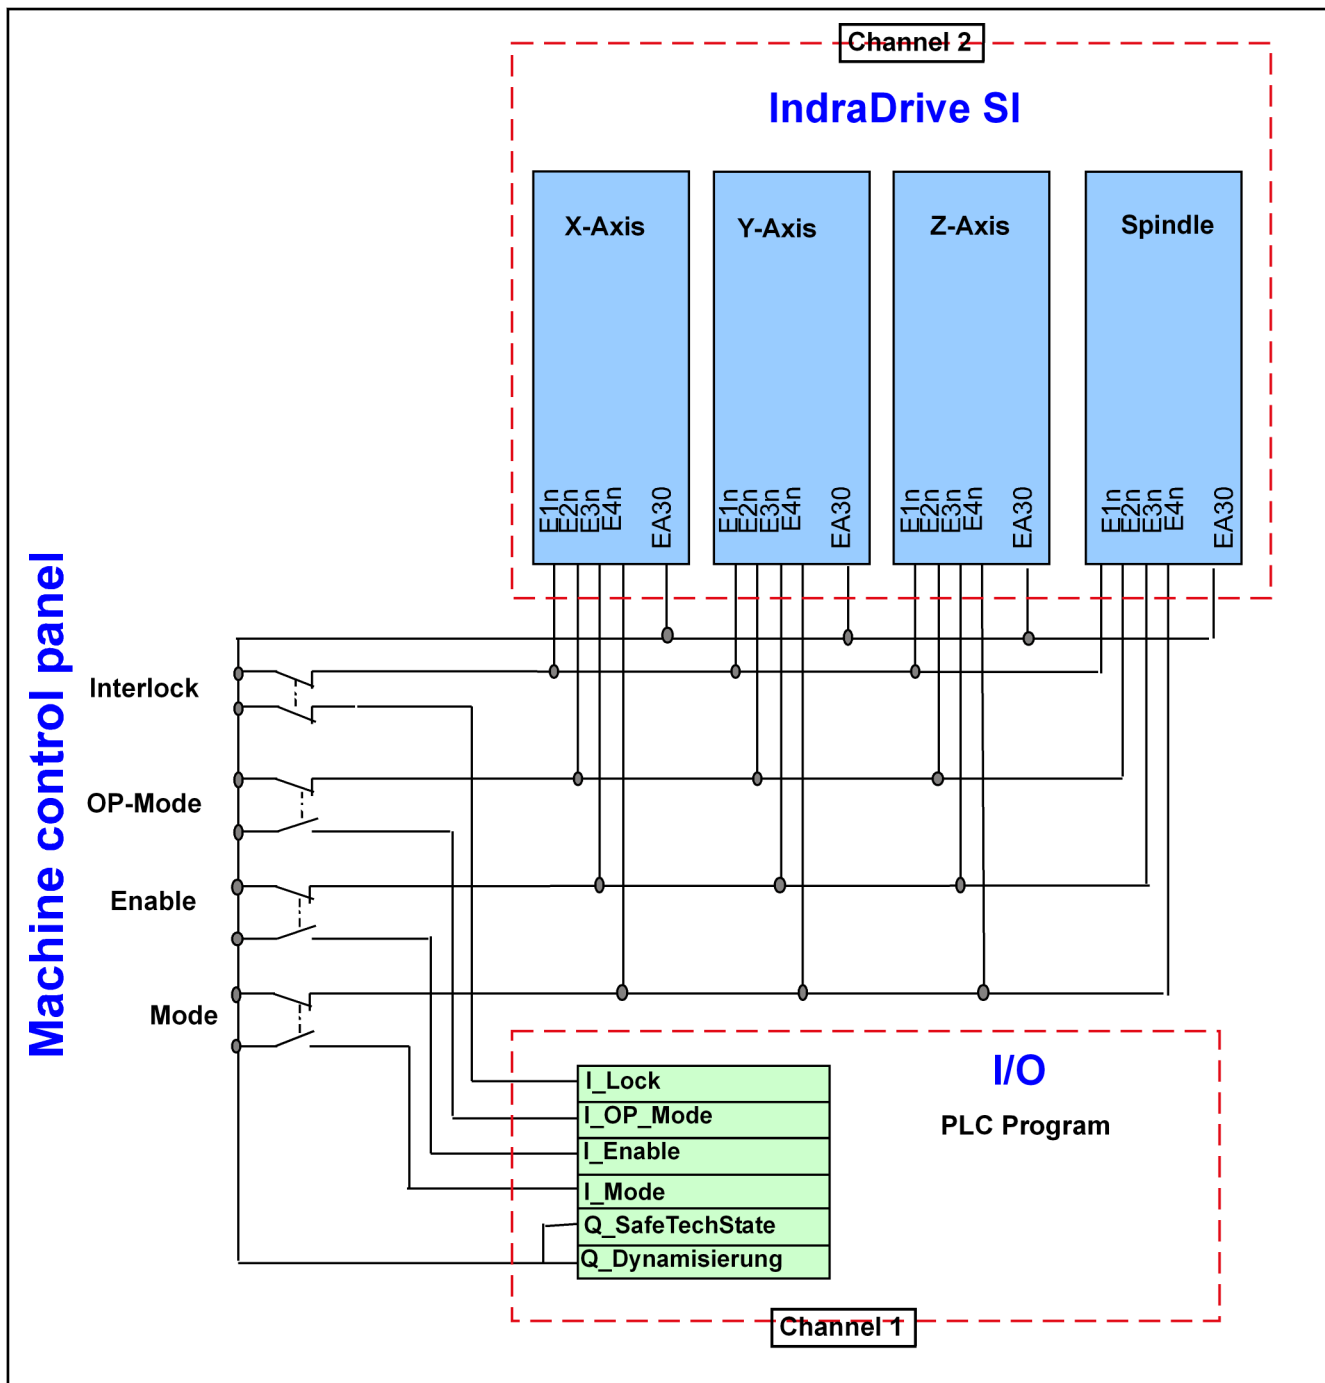 Channel 2
IndraDrive SI
X-Axis
Y-Axis
Z-Axis
Spindle
E1n
E2n
E3n
E4n
EA30
E1n
E2n
E3n
E4n
EA30
E1n
E2n
E3n
E4n
EA30
E1n
E2n
E3n
E4n
EA30
Machine control panel
Interlock
OP-Mode
Enable
Mode
I/O
PLC Program
I_Lock
I_OP_Mode
I_Enable
I_Mode
Q_SafeTechState
Q_Dynamisierung
Channel 1